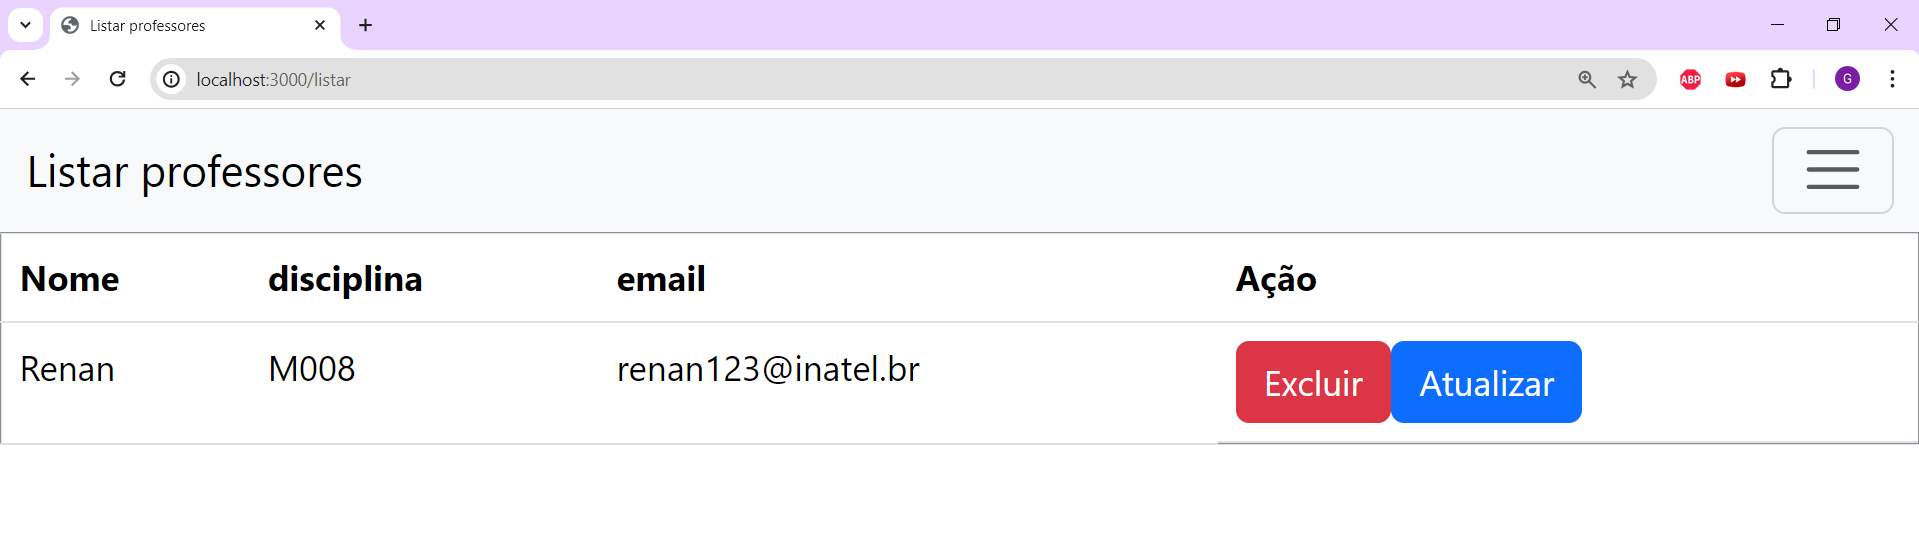 Listar professores
localhost:3000/listar
ABP
G
Listar professores
Nome disciplina email Ação
Renan M008 renan123@inatel.br Excluir Atualizar